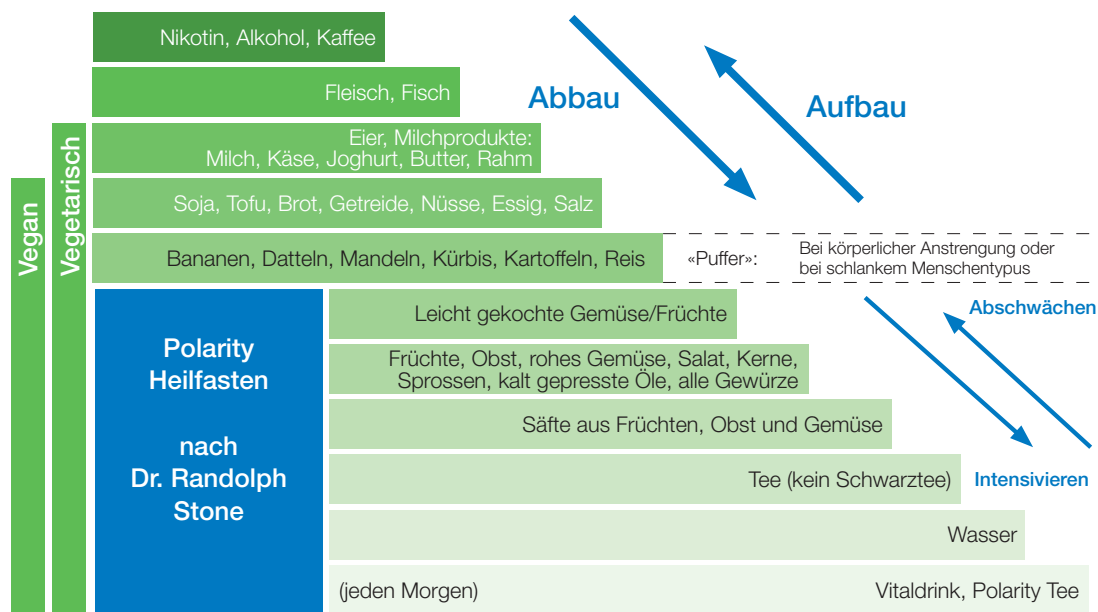 Nikotin, Alkohol, Kaffee
Fleisch, Fisch
Abbau
Aufbau
Eier, Milchprodukte:
Milch, Käse, Joghurt, Butter, Rahm
Vegan
Vegetarisch
Soja, Tofu, Brot, Getreide, Nüsse, Essig, Salz
Bananen, Datteln, Mandeln, Kürbis, Kartoffeln, Reis
«Puffer»:
Bei körperlicher Anstrengung oder
bei schlankem Menschentypus
Abschwächen
Polarity
Heilfasten
nach
Dr. Randolph
Stone
Leicht gekochte Gemüse/Früchte
Früchte, Obst, rohes Gemüse, Salat, Kerne,
Sprossen, kalt gepresste Öle, alle Gewürze
Säfte aus Früchten, Obst und Gemüse
Tee (kein Schwarztee)
Intensivieren
Wasser
(jeden Morgen)
Vitaldrink, Polarity Tee